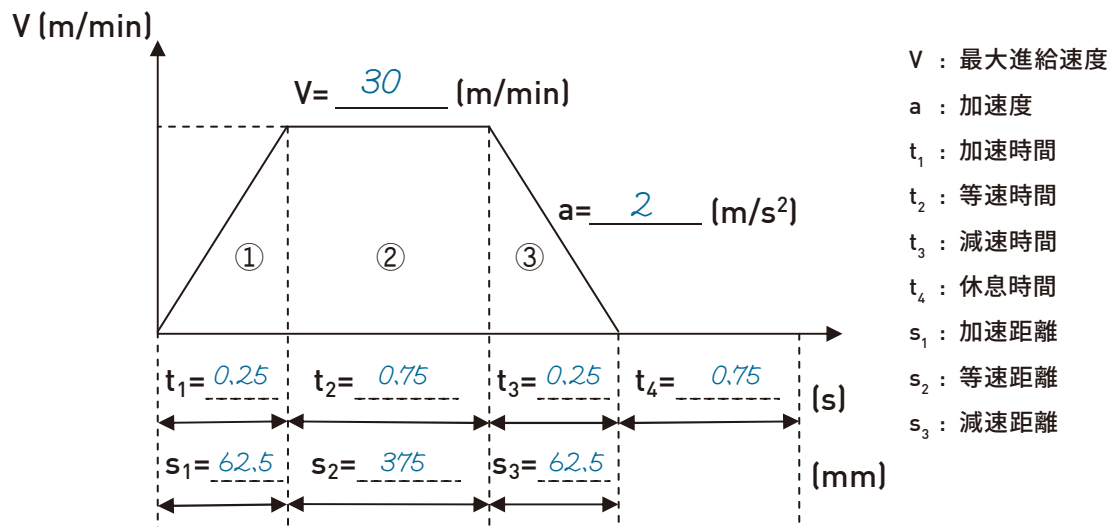 V (m/min)
V= 30 (m/min)
a= 2 (m/s²)
① ② ③
t₁= 0.25 t₂= 0.75 t₃= 0.25 t₄= 0.75 (s)
s₁= 62.5 s₂= 375 s₃= 62.5 (mm)
V : 最大進給速度
a : 加速度
t₁ : 加速時間
t₂ : 等速時間
t₃ : 減速時間
t₄ : 休息時間
s₁ : 加速距離
s₂ : 等速距離
s₃ : 減速距離